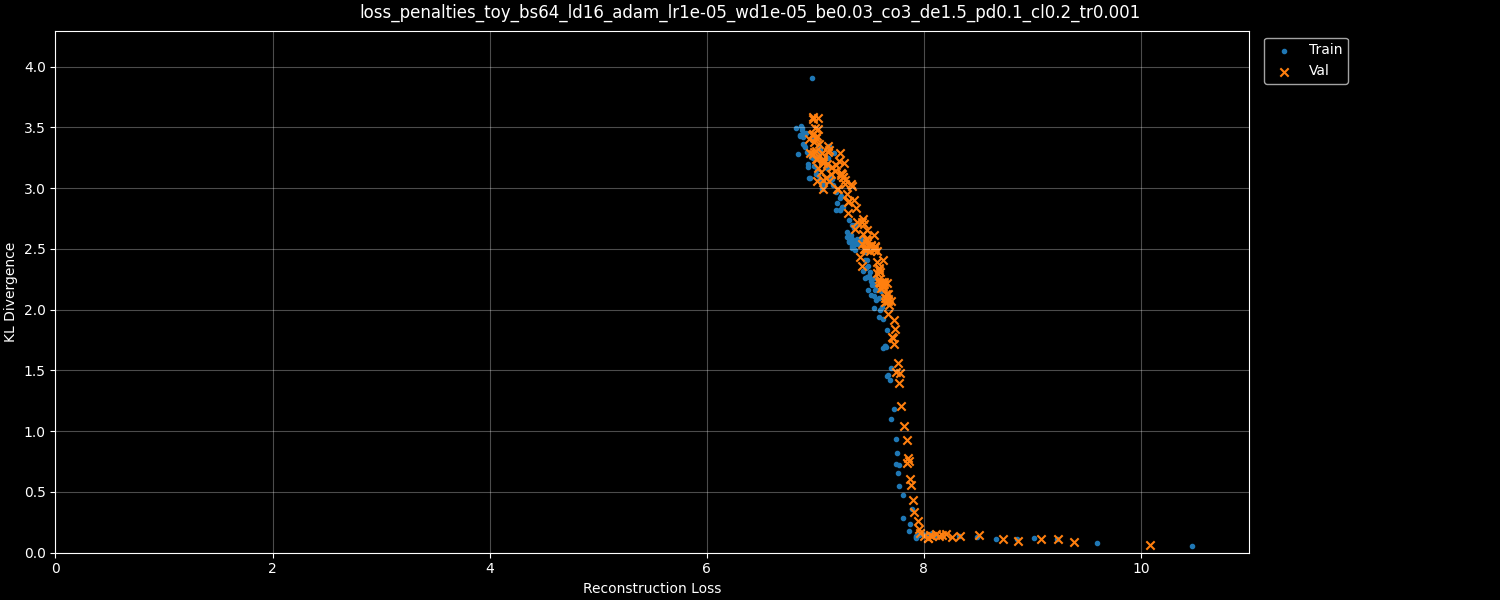 loss_penalties_toy_bs64_ld16_adam_lr1e-05_wd1e-05_be0.03_co3_de1.5_pd0.1_cl0.2_tr0.001
Train
Val
4.0
3.5
3.0
2.5
2.0
1.5
1.0
0.5
0.0
KL Divergence
0 2 4 6 8 10
Reconstruction Loss